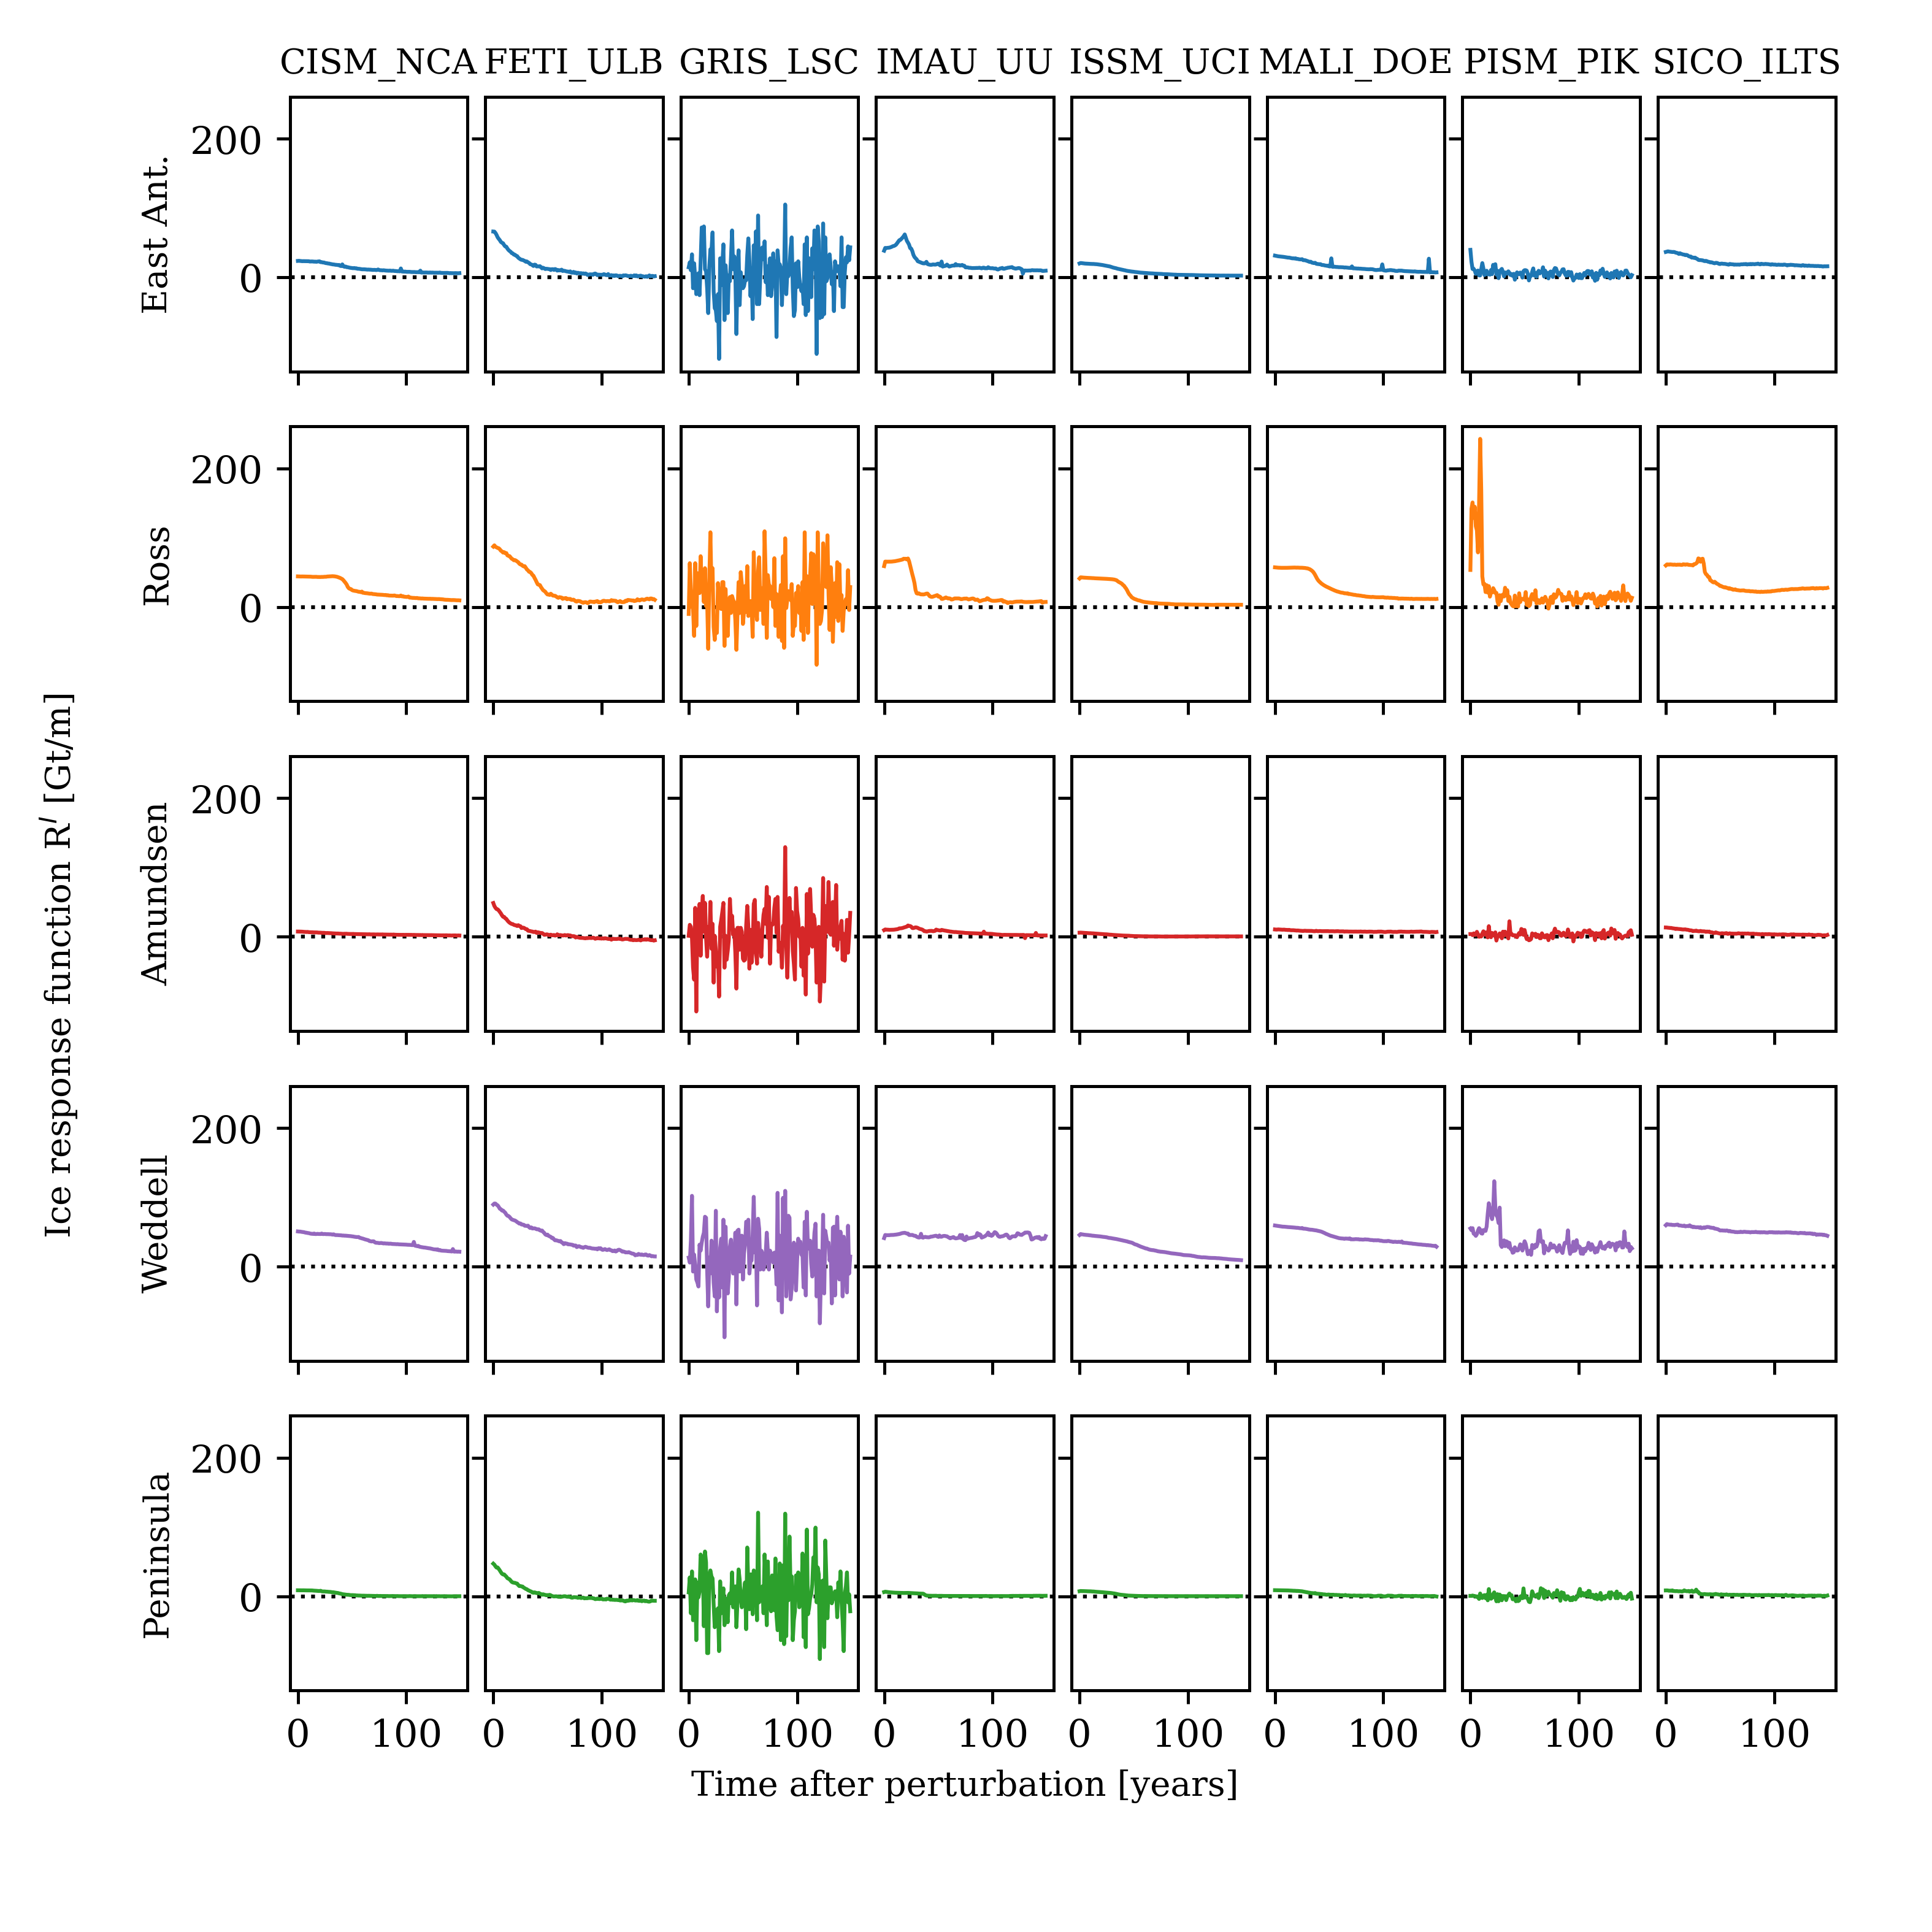 CISM_NCA FETI_ULB GRIS_LSC IMAU_UU ISSM_UCI MALI_DOE PISM_PIK SICO_ILTS
Ice response function R^I [Gt/m]
East Ant.
200
0
Ross
200
0
Amundsen
200
0
Weddell
200
0
Peninsula
200
0
0 100 0 100 0 100 0 100 0 100 0 100 0 100 0 100
Time after perturbation [years]